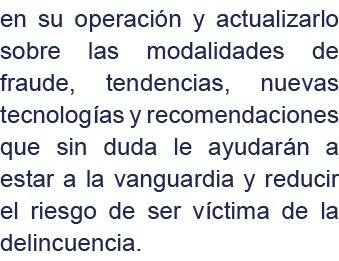 en su operación y actualizarlo
sobre las modalidades de
fraude, tendencias, nuevas
tecnologías y recomendaciones
que sin duda le ayudarán a
estar a la vanguardia y reducir
el riesgo de ser víctima de la
delincuencia.